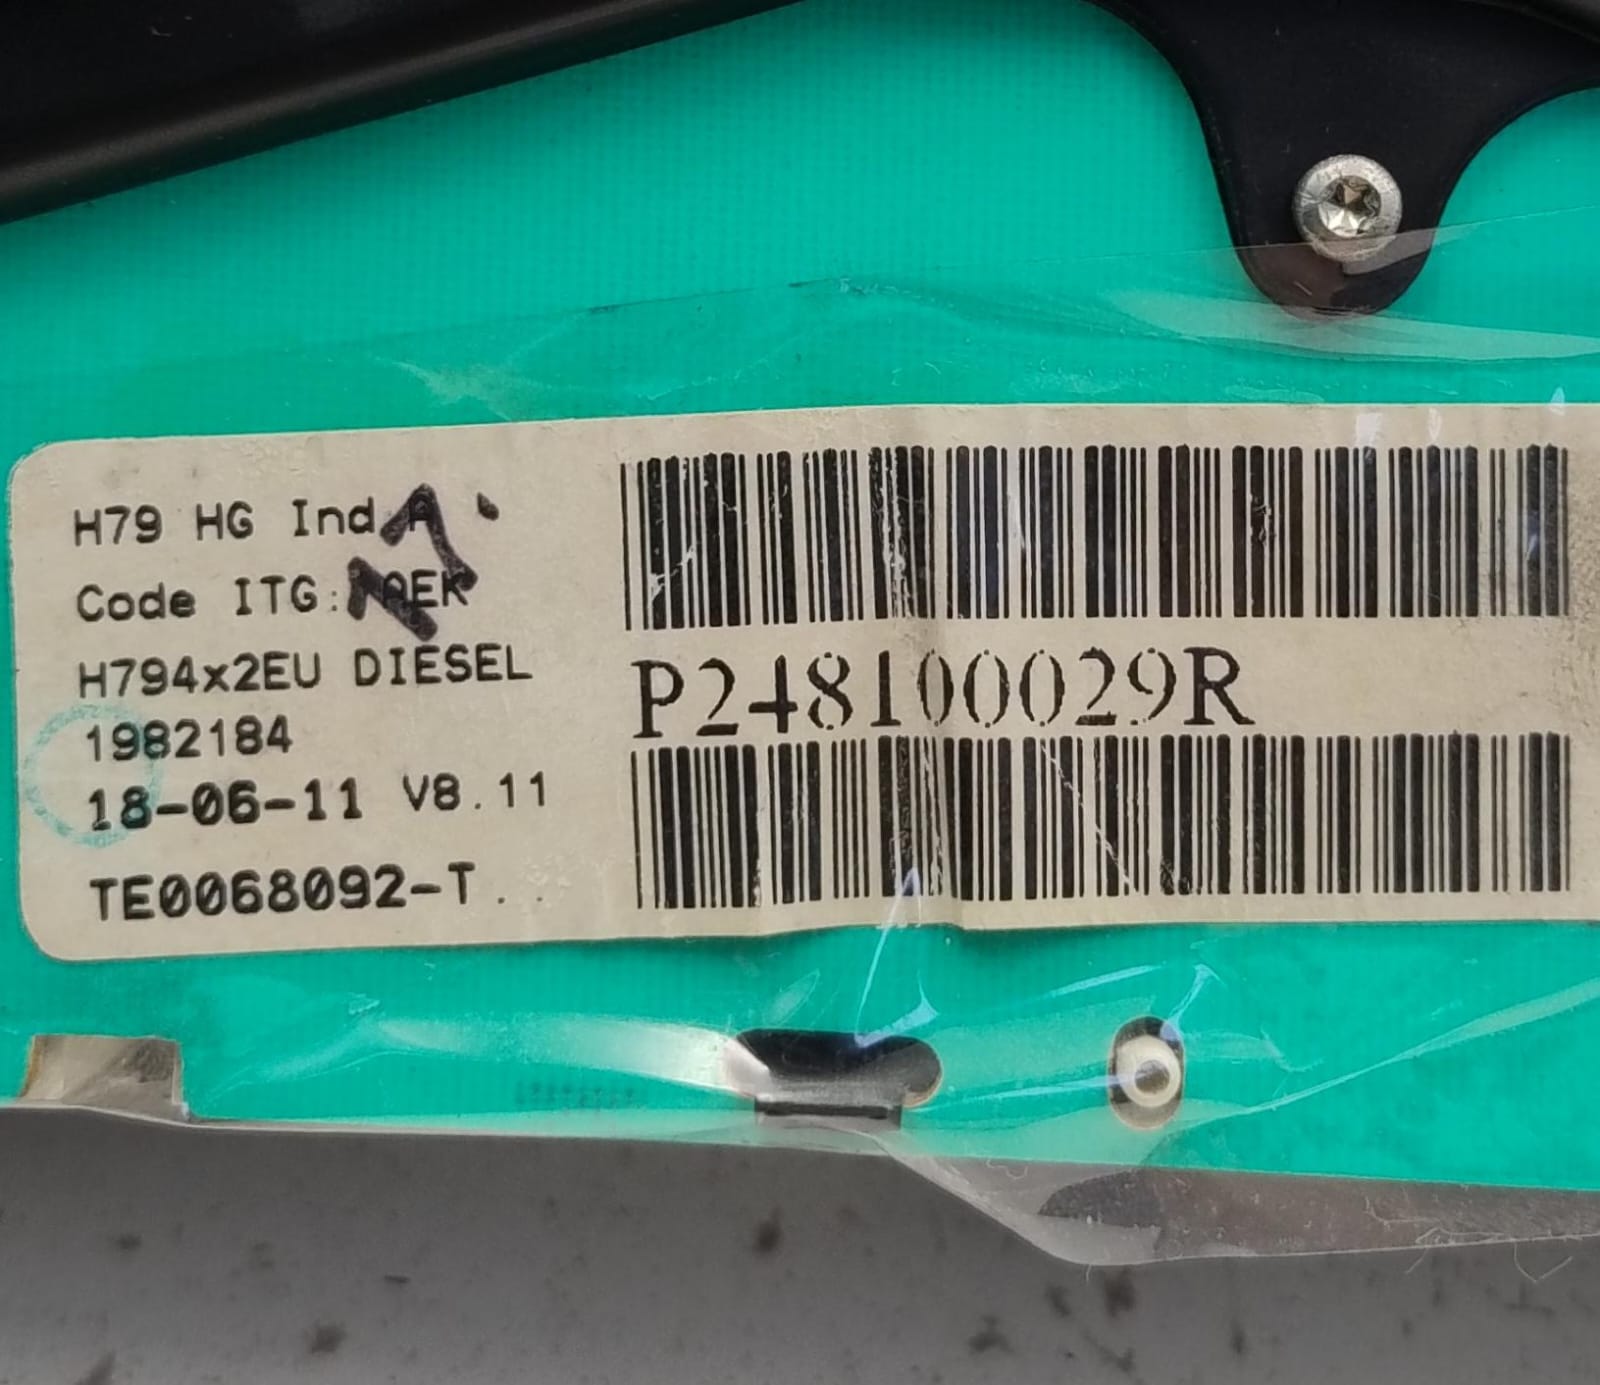 H79 HG Ind A
Code ITG:
H794x2EU DIESEL
1982184
18-06-11 V8.11
TE0068092-T..
P248100029R